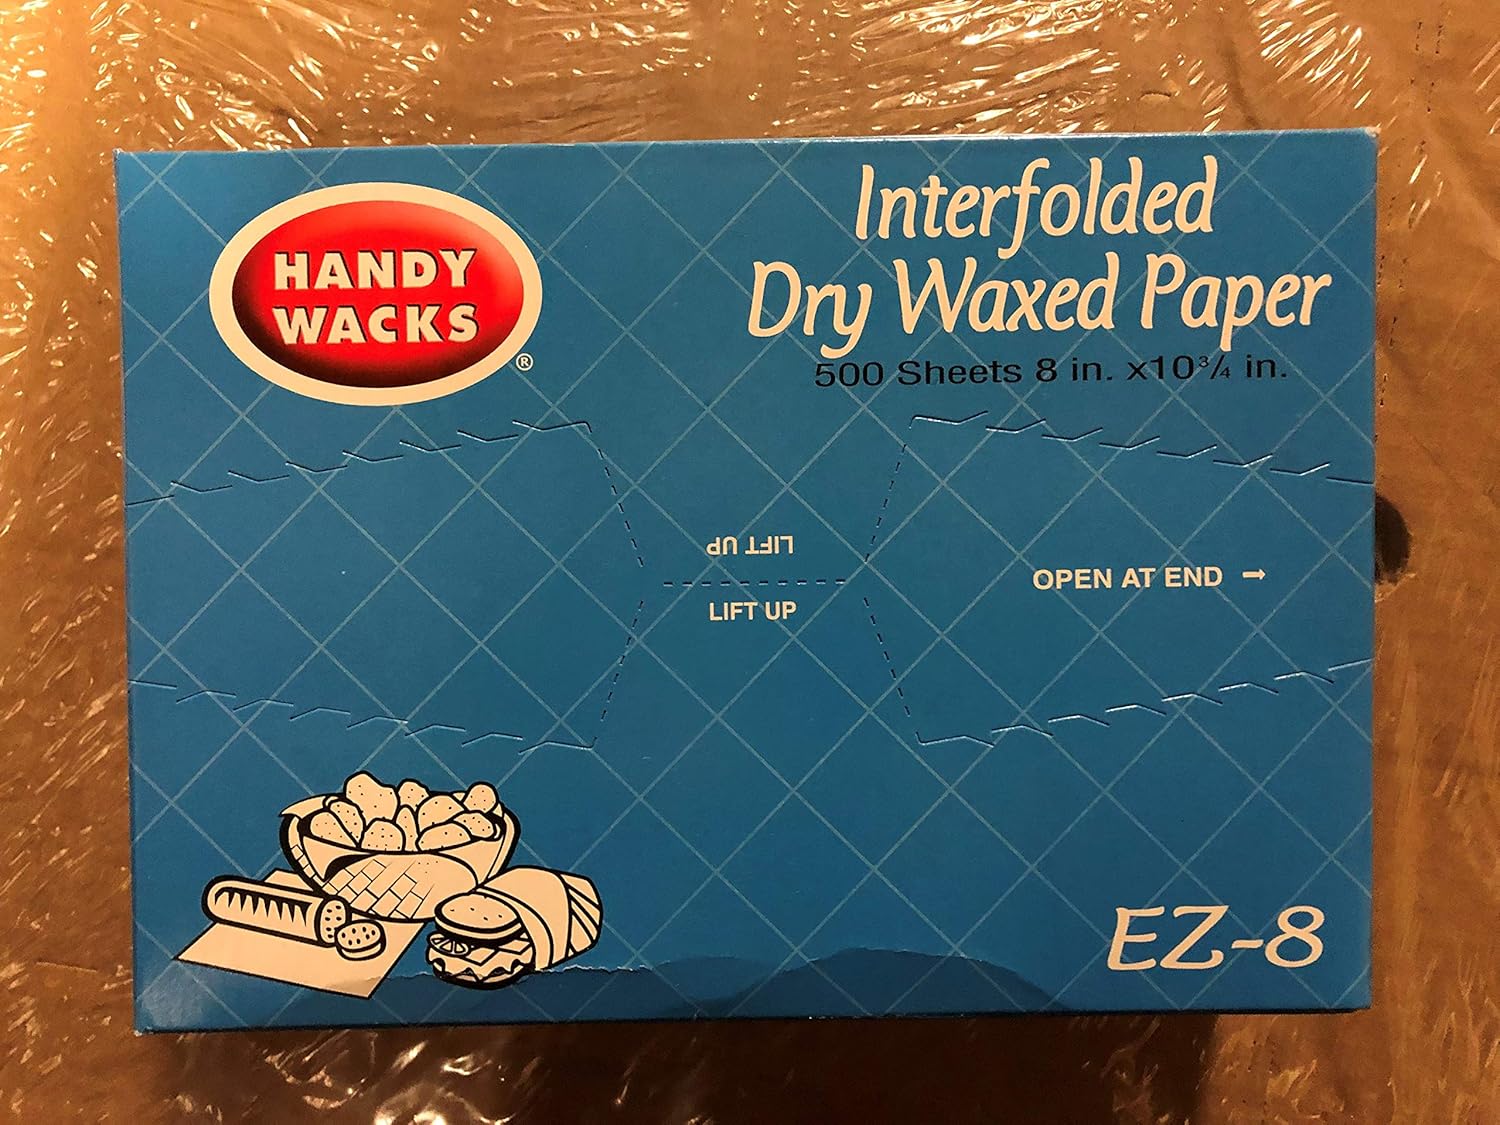 HANDY
WACKS
®
Interfolded
Dry Waxed Paper
500 Sheets 8 in. x10¾ in.
LIFT UP
LIFT UP
OPEN AT END →
EZ-8